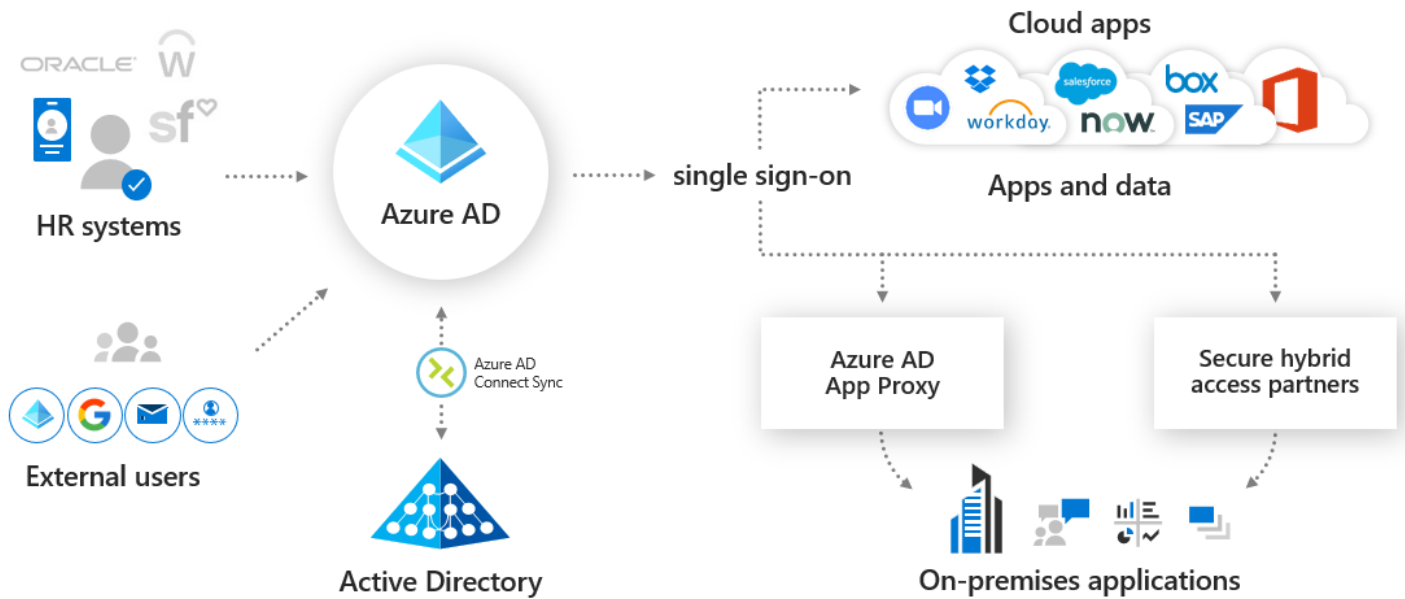 ORACLE
W
sf
HR systems
Azure AD
single sign-on
Cloud apps
salesforce
box
workday.
now
SAP
Apps and data
External users
G
****
Azure AD
Connect Sync
Active Directory
Azure AD
App Proxy
Secure hybrid
access partners
On-premises applications